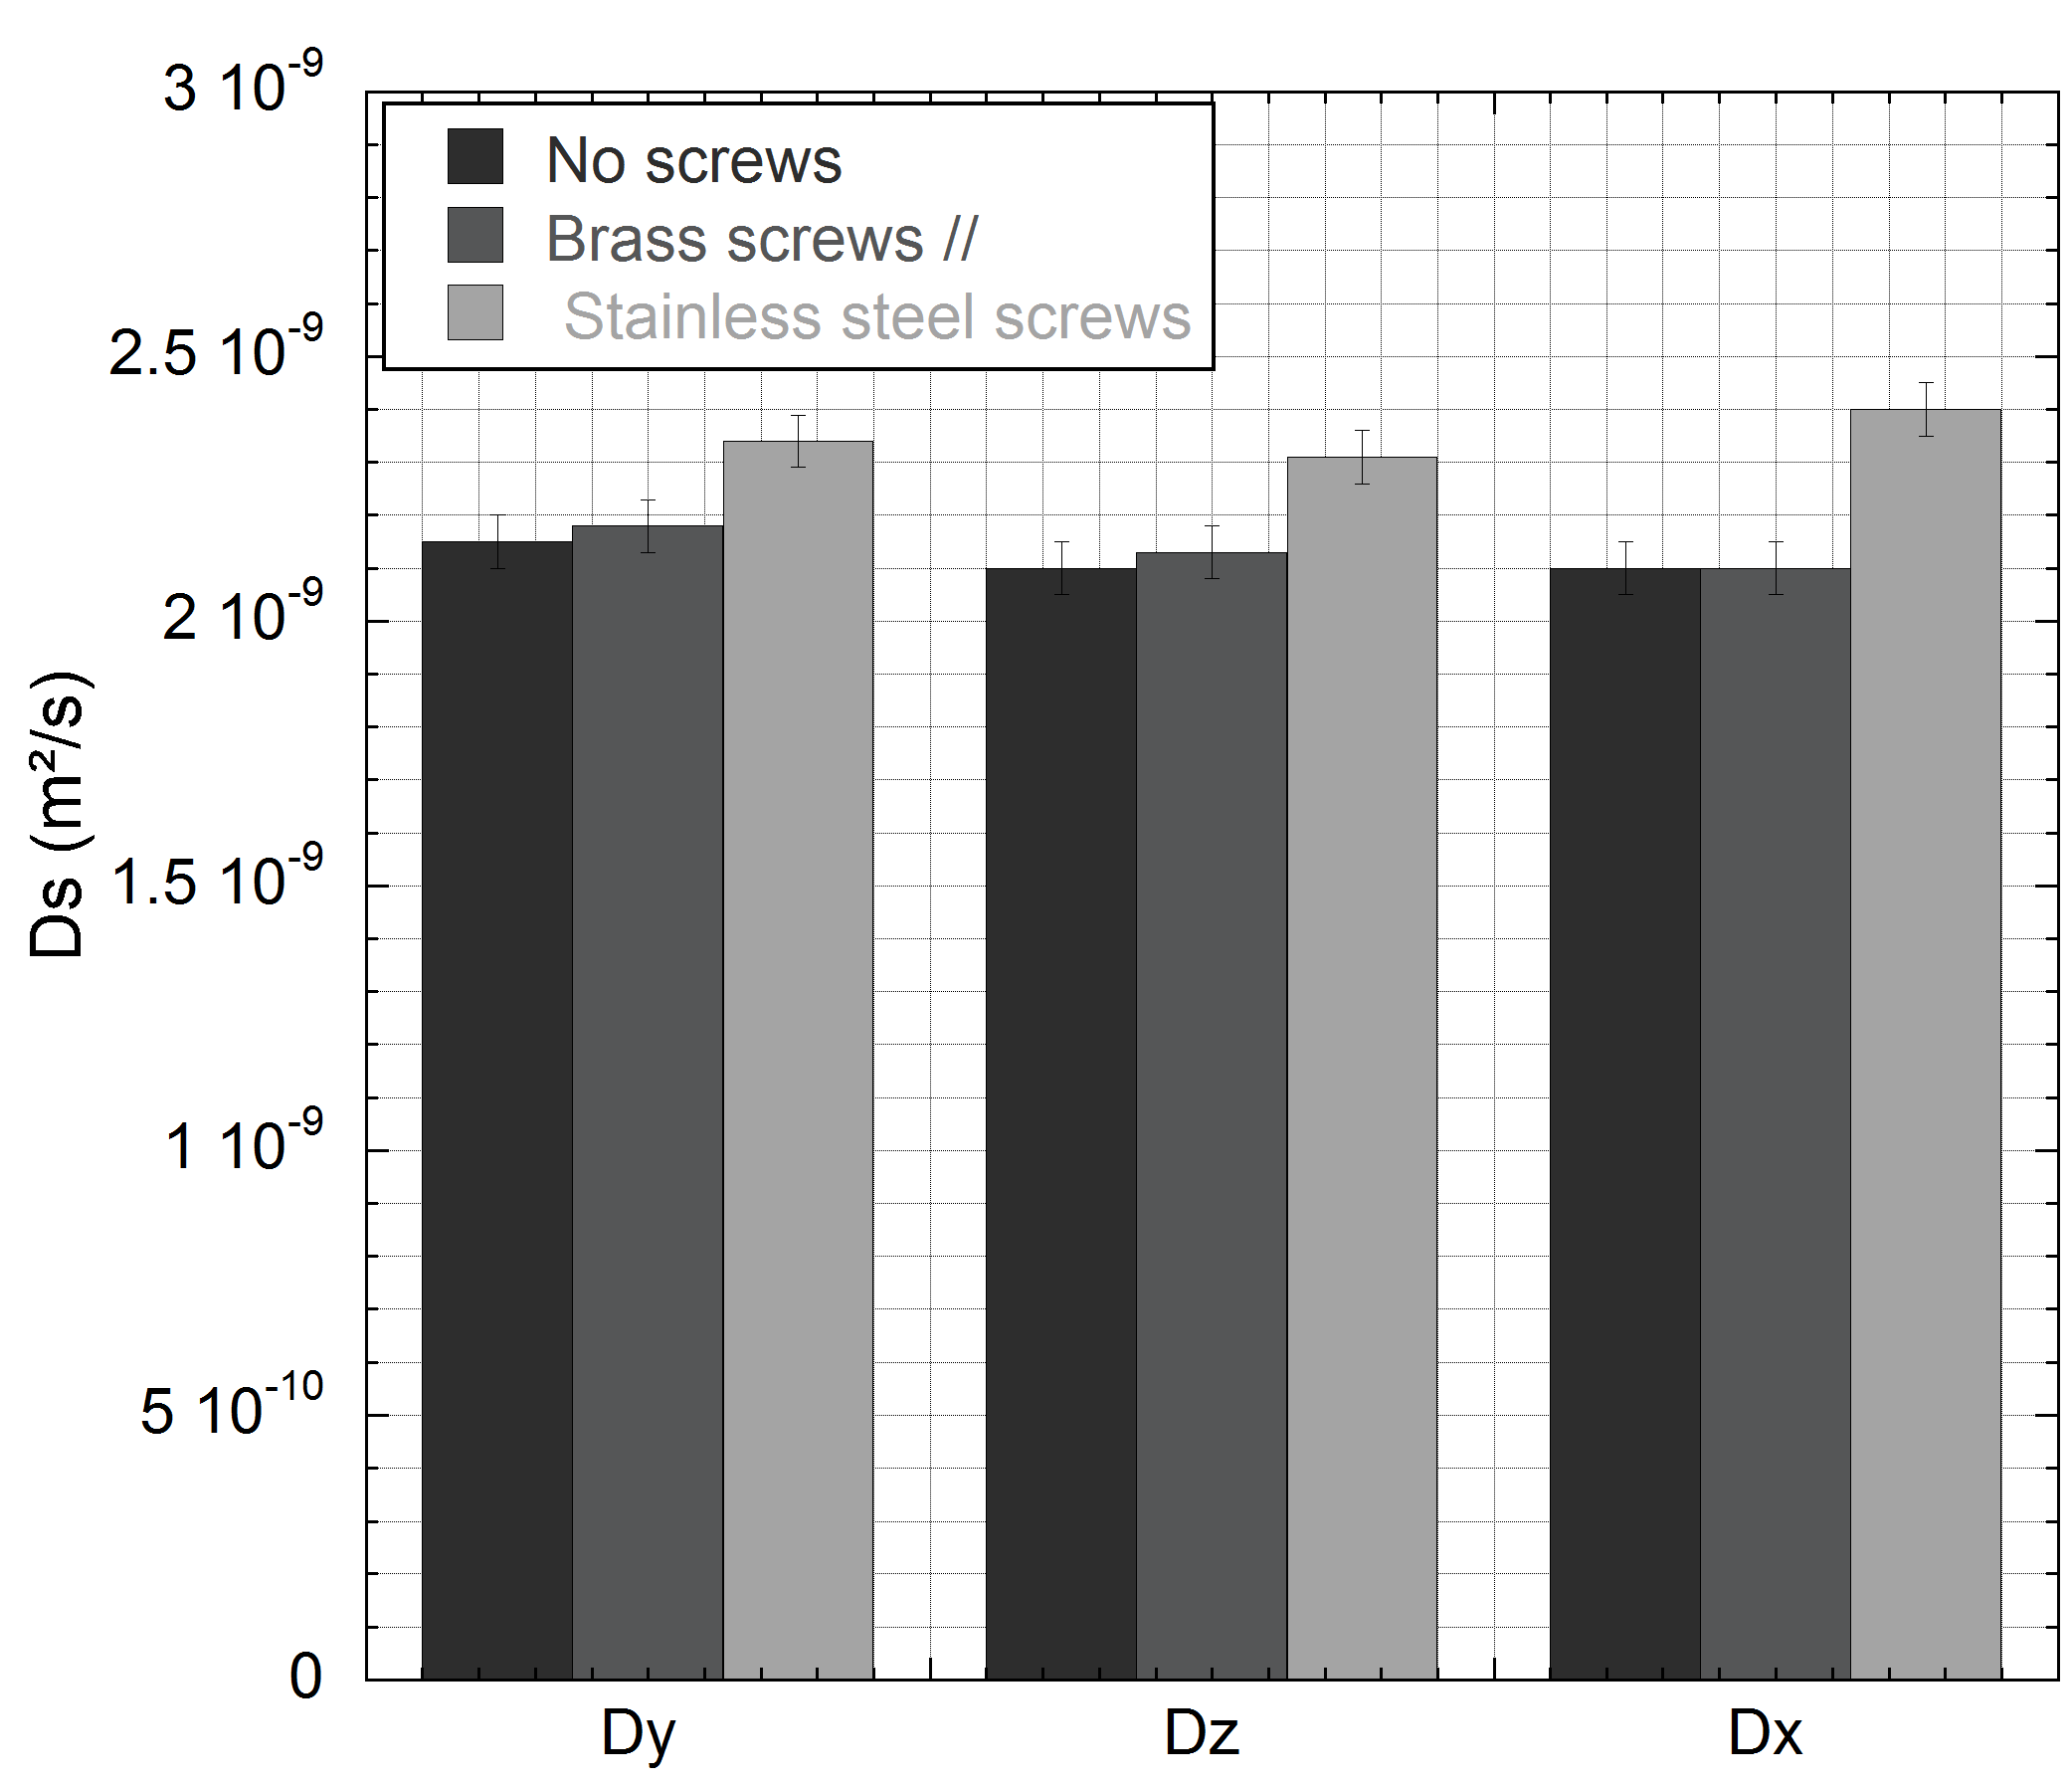 3 10⁻⁹
No screws
Brass screws //
Stainless steel screws
2.5 10⁻⁹
2 10⁻⁹
Ds (m²/s)
1.5 10⁻⁹
1 10⁻⁹
5 10⁻¹⁰
0
Dy Dz Dx